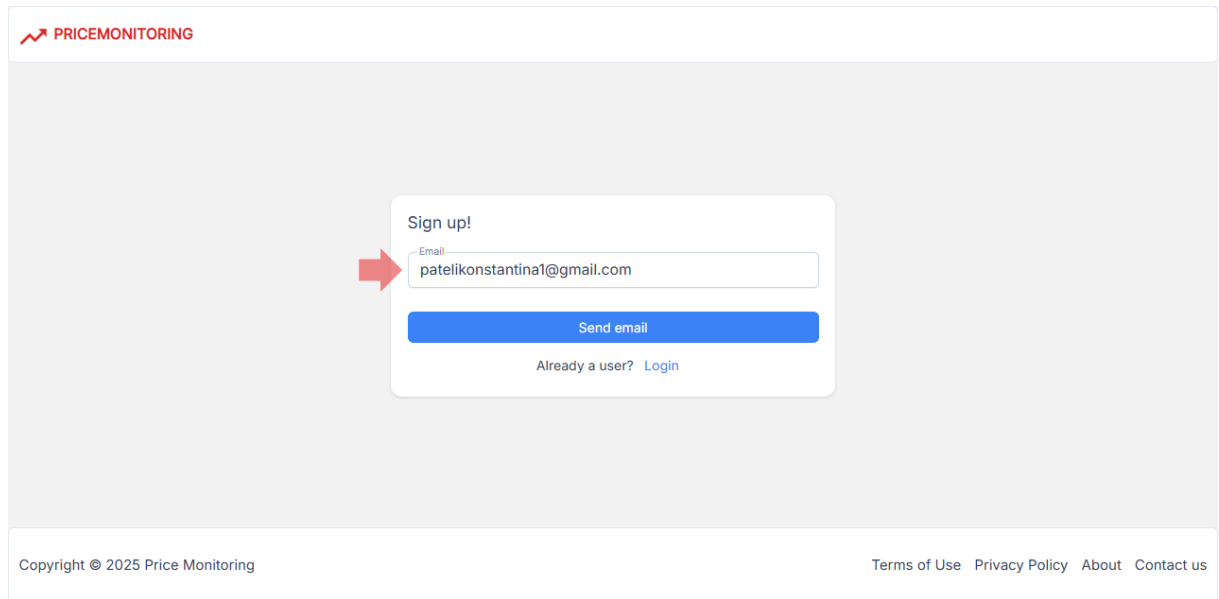 PRICEMONITORING
Sign up!
Email
patelikonstantina1@gmail.com
Send email
Already a user? Login
Copyright © 2025 Price Monitoring
Terms of Use Privacy Policy About Contact us